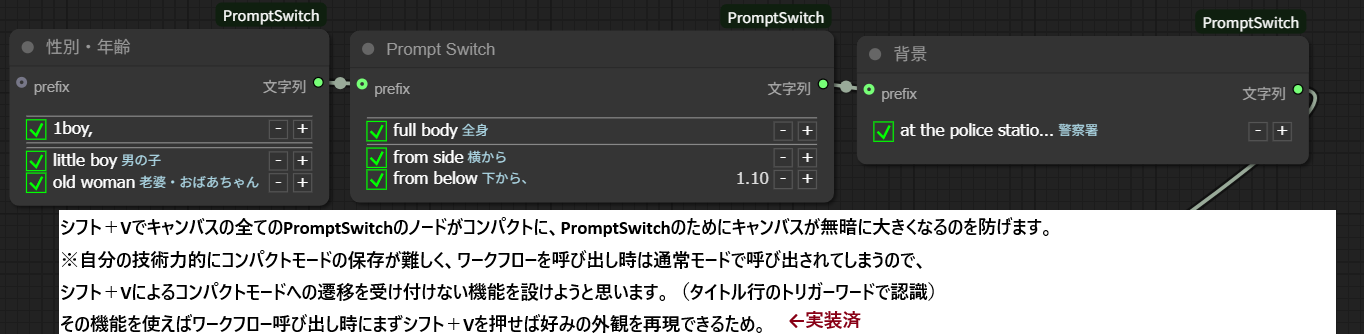 PromptSwitch
性別・年齢
prefix
文字列
1boy,
- +
little boy 男の子
- +
old woman 老婆・おばあちゃん
- +
PromptSwitch
Prompt Switch
prefix
文字列
full body 全身
- +
from side 横から
- +
from below 下から、
1.10 - +
PromptSwitch
背景
prefix
文字列
at the police statio... 警察署
- +
シフト＋Vでキャンバスの全てのPromptSwitchのノードがコンパクトに、PromptSwitchのためにキャンバスが無暗に大きくなるのを防げます。
※自分の技術力的にコンパクトモードの保存が難しく、ワークフローを呼び出し時は通常モードで呼び出されてしまうので、
シフト＋Vによるコンパクトモードへの遷移を受け付けない機能を設けようと思います。（タイトル行のトリガーワードで認識）
その機能を使えばワークフロー呼び出し時にまずシフト＋Vを押せば好みの外観を再現できるため。 ←実装済